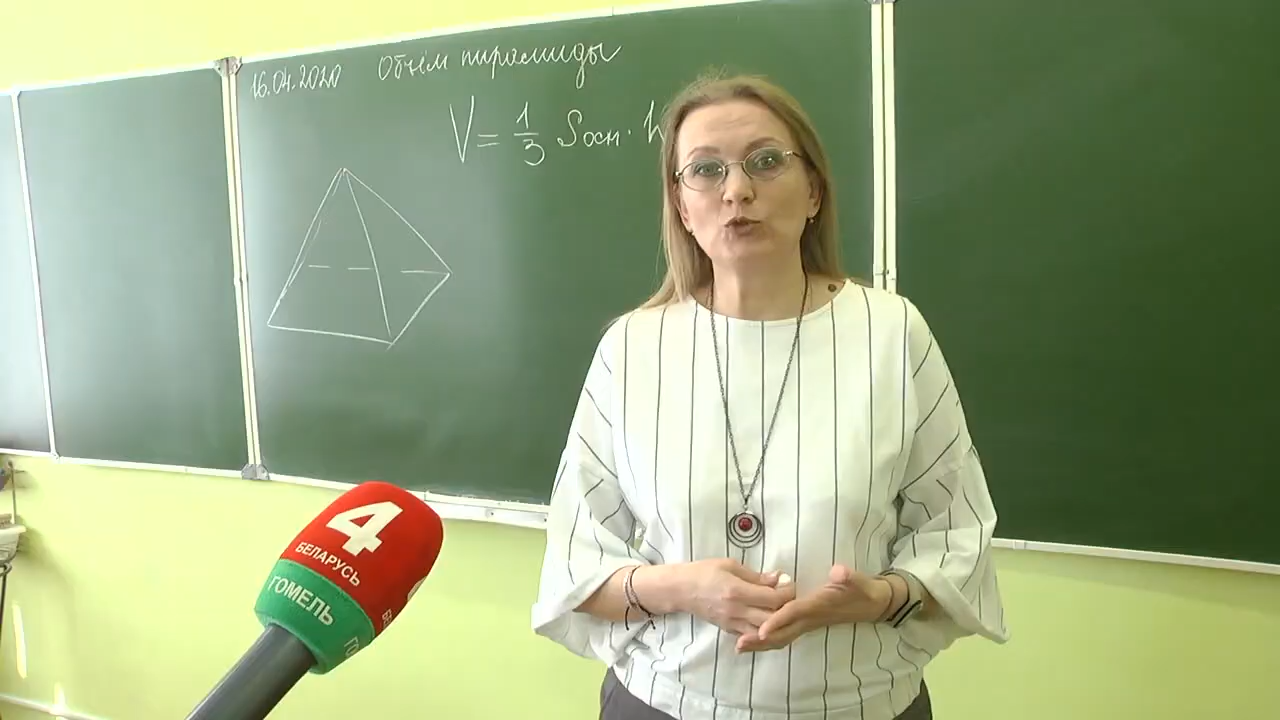 16.04.2020 Объём пирамиды
V = 1/3 Sосн · h
4
БЕЛАРУСЬ
ГОМЕЛЬ